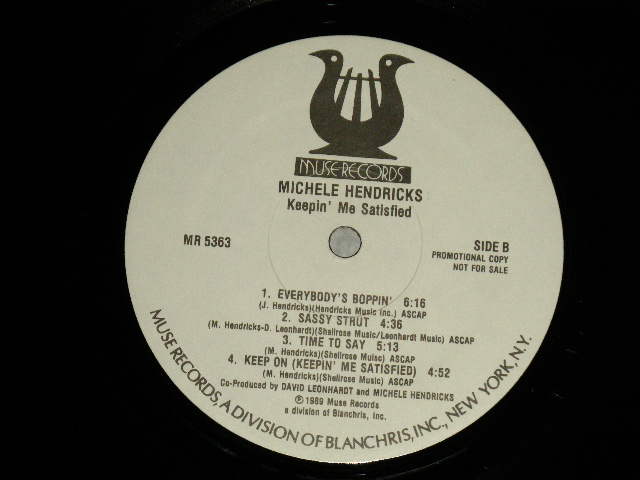 MUSE RECORDS
MICHELE HENDRICKS
Keepin' Me Satisfied
MR 5363
SIDE B
PROMOTIONAL COPY
NOT FOR SALE
1. EVERYBODY'S BOPPIN' 6:16
(J. Hendricks)(Hendricks Music Inc.) ASCAP
2. SASSY STRUT 4:36
(M. Hendricks-D. Leonhardt)(Shellrose Music/Leonhardt Music) ASCAP
3. TIME TO SAY 5:13
(M. Hendricks)(Shellrose Muisc) ASCAP
4. KEEP ON (KEEPIN' ME SATISFIED) 4:52
(M. Hendricks)(Shellrose Music) ASCAP
Co-Produced by DAVID LEONHARDT and MICHELE HENDRICKS
℗ 1989 Muse Records
a division of Blanchris, Inc.
MUSE RECORDS, A DIVISION OF BLANCHRIS, INC., NEW YORK, N.Y.